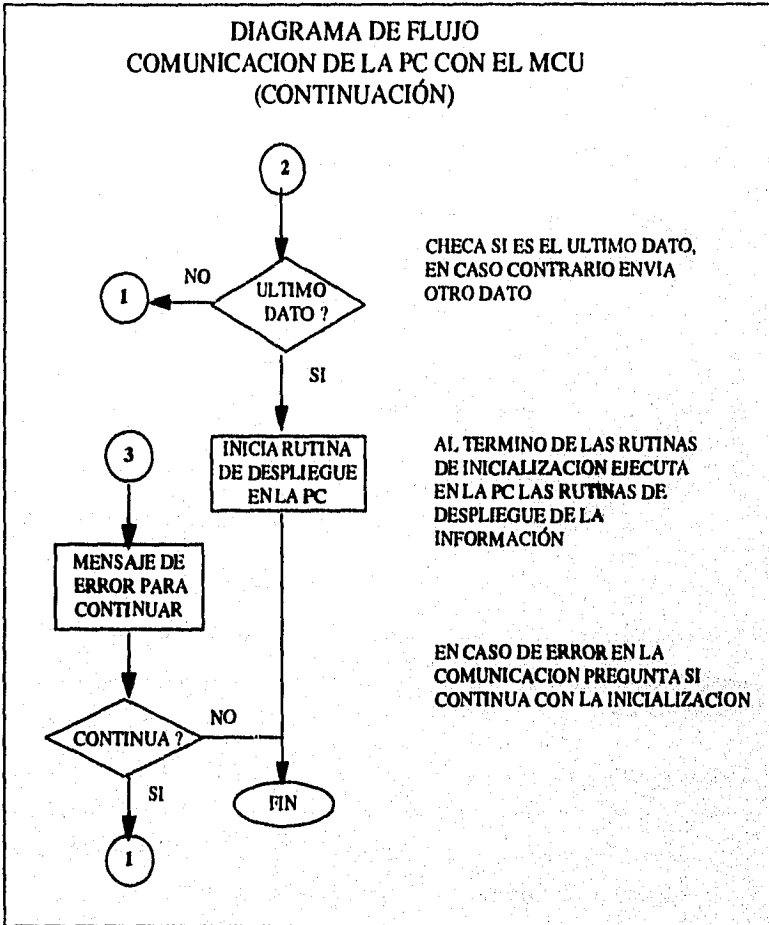 DIAGRAMA DE FLUJO
COMUNICACION DE LA PC CON EL MCU
(CONTINUACIÓN)
2
CHECA SI ES EL ULTIMO DATO,
EN CASO CONTRARIO ENVIA
OTRO DATO
NO
1
ULTIMO
DATO ?
SI
3
INICIA RUTINA
DE DESPLIEGUE
EN LA PC
AL TERMINO DE LAS RUTINAS
DE INICIALIZACION EJECUTA
EN LA PC LAS RUTINAS DE
DESPLIEGUE DE LA
INFORMACIÓN
MENSAJE DE
ERROR PARA
CONTINUAR
EN CASO DE ERROR EN LA
COMUNICACION PREGUNTA SI
CONTINUA CON LA INICIALIZACION
CONTINUA ?
NO
SI
FIN
1